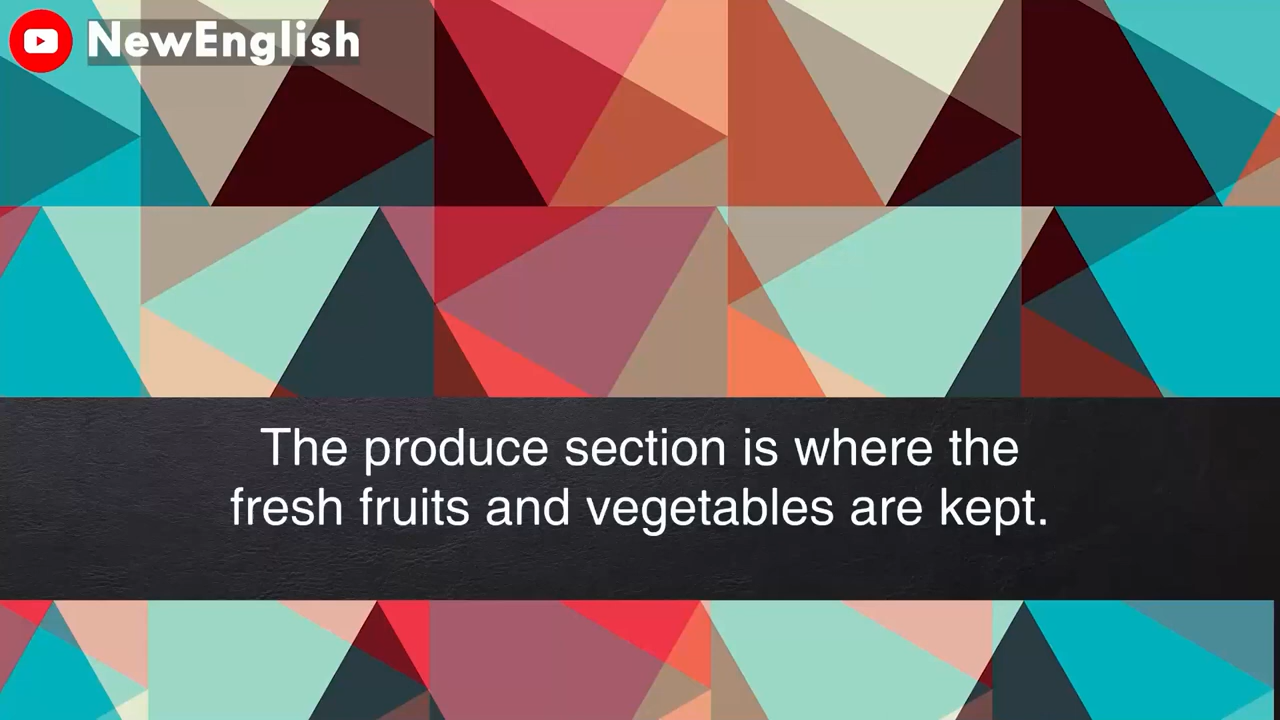 NewEnglish
The produce section is where the
fresh fruits and vegetables are kept.